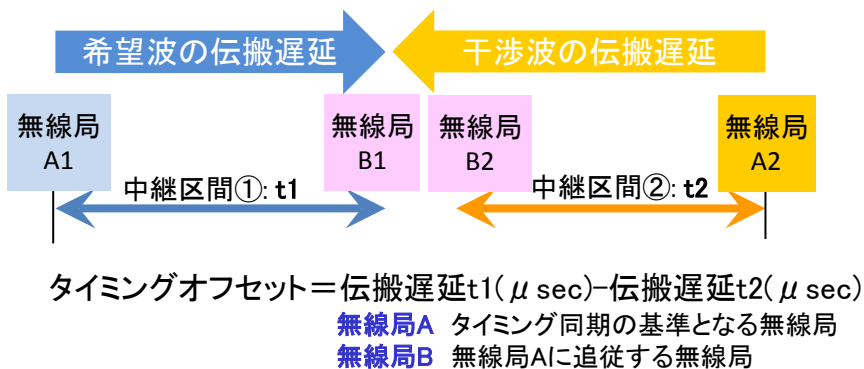 希望波の伝搬遅延
干渉波の伝搬遅延
無線局
A1
無線局
B1
無線局
B2
無線局
A2
中継区間①: t1
中継区間②: t2
タイミングオフセット＝伝搬遅延t1(μsec)-伝搬遅延t2(μsec)
無線局A タイミング同期の基準となる無線局
無線局B 無線局Aに追従する無線局